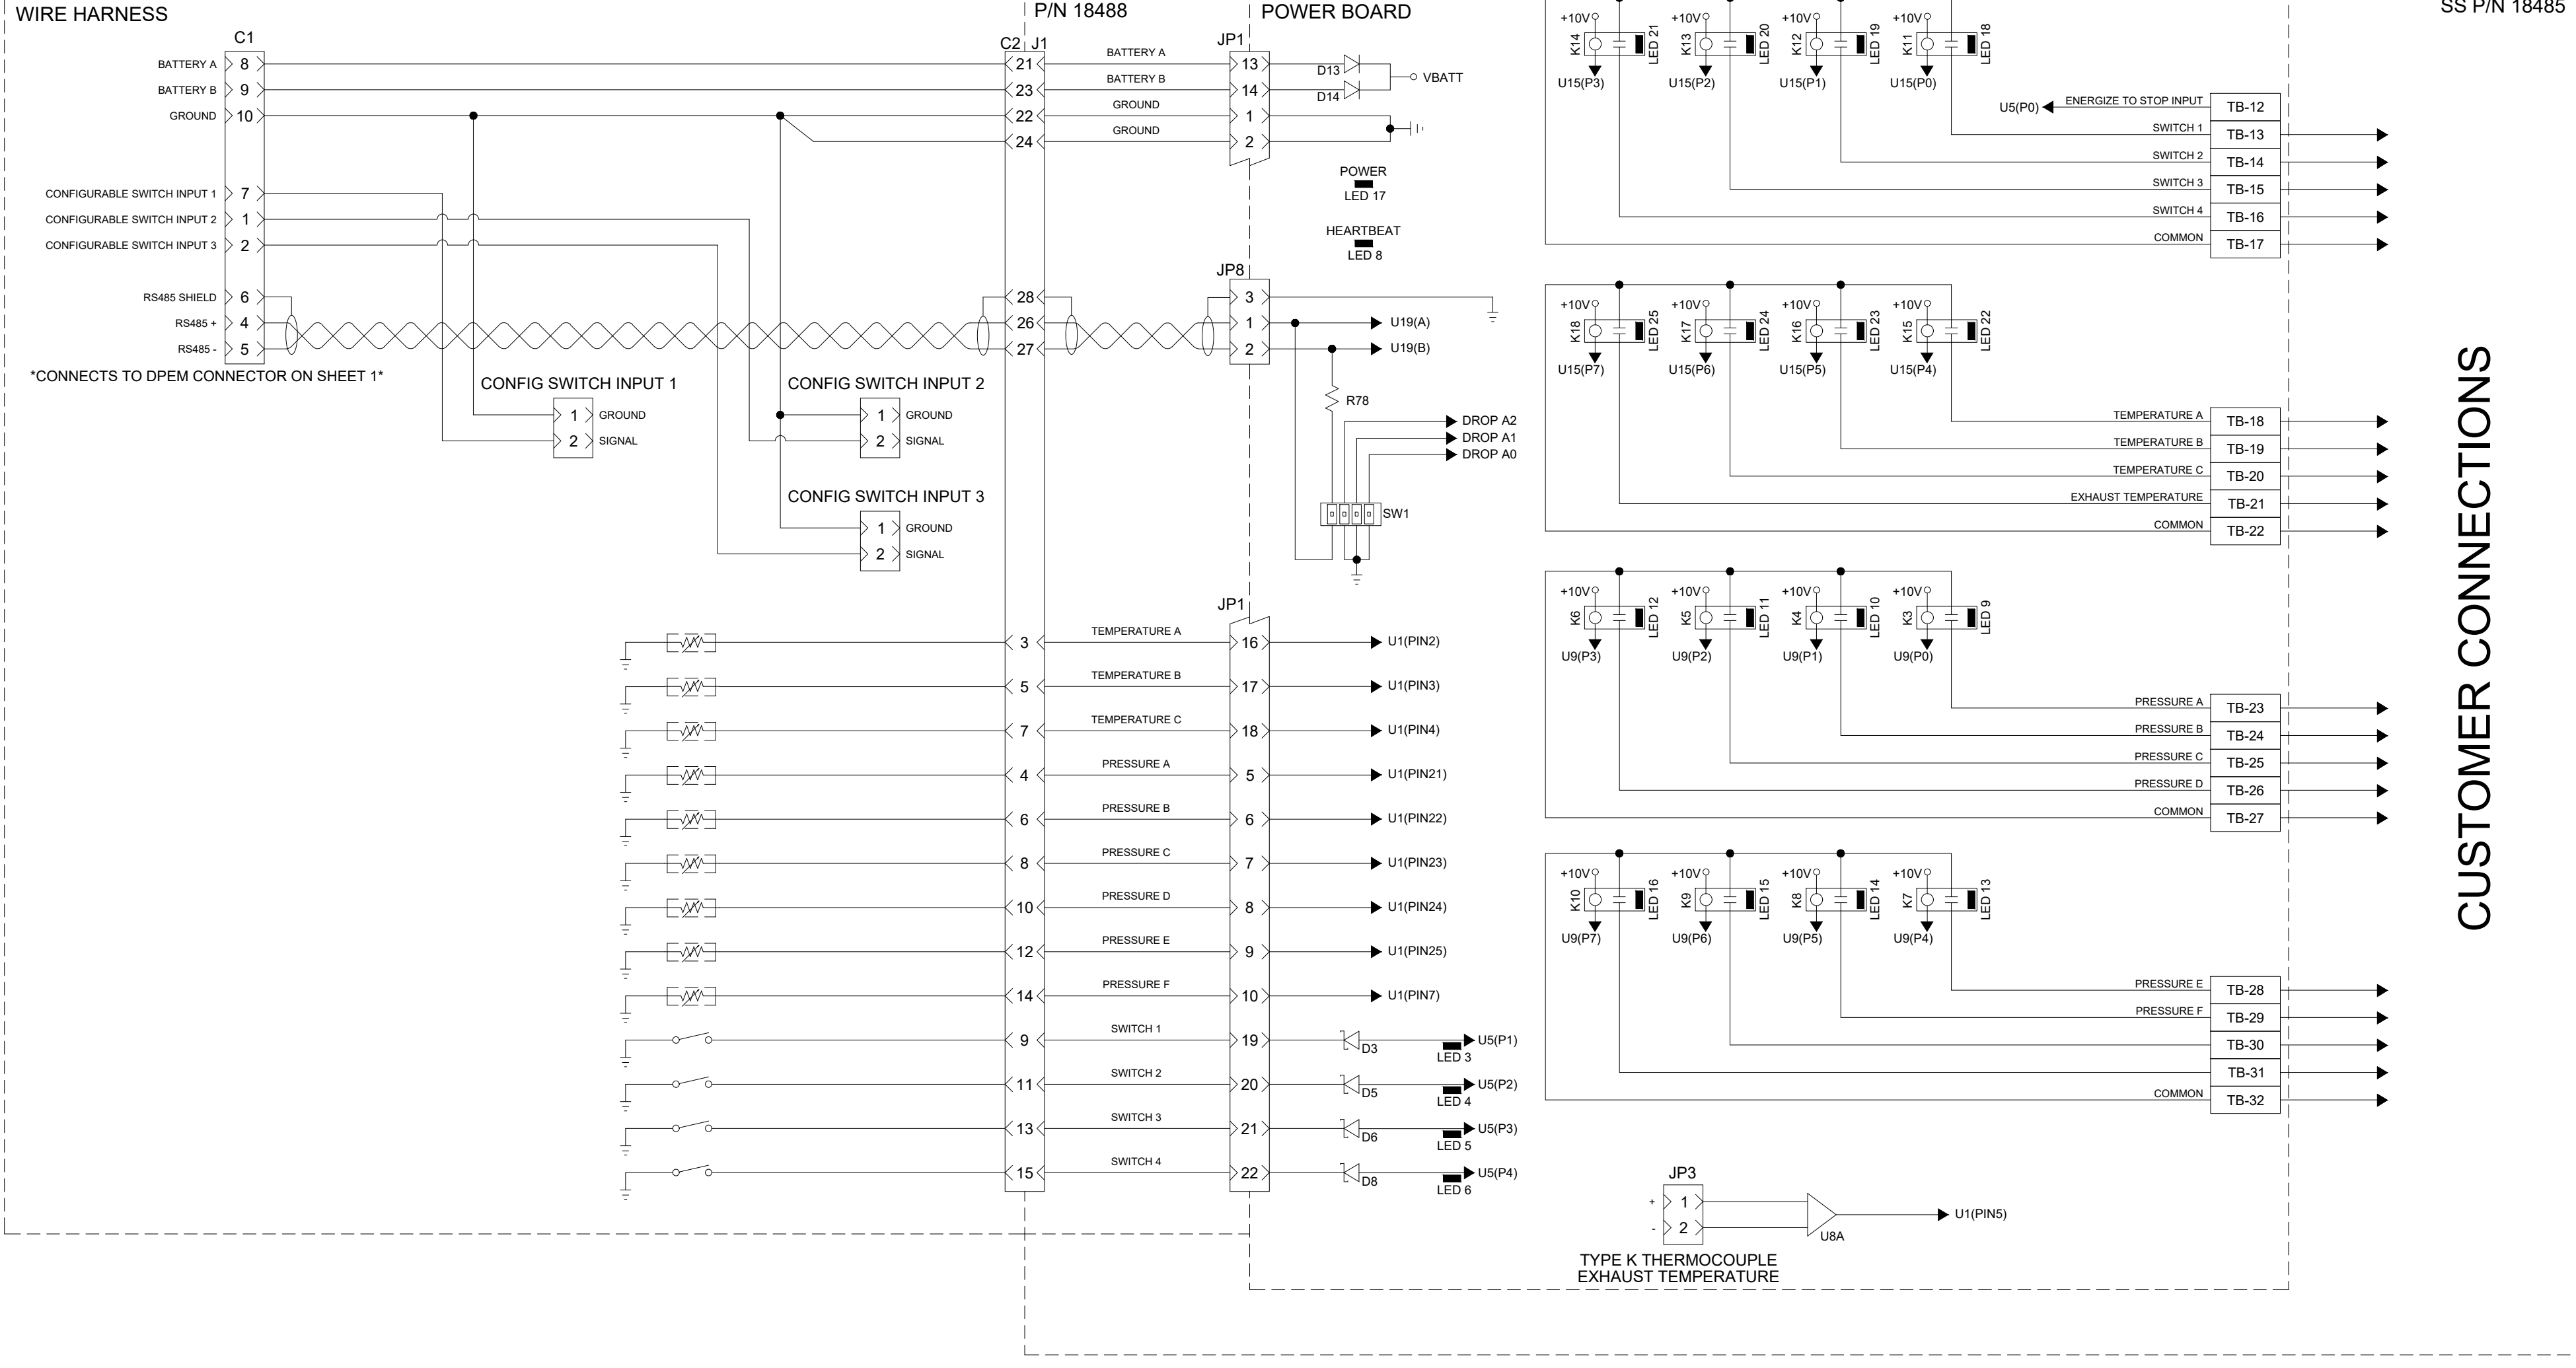 WIRE HARNESS
P/N 18488
POWER BOARD
SS P/N 18485
C1
BATTERY A 8
BATTERY B 9
GROUND 10
CONFIGURABLE SWITCH INPUT 1 7
CONFIGURABLE SWITCH INPUT 2 1
CONFIGURABLE SWITCH INPUT 3 2
RS485 SHIELD 6
RS485 + 4
RS485 - 5
*CONNECTS TO DPEM CONNECTOR ON SHEET 1*
CONFIG SWITCH INPUT 1
1 GROUND
2 SIGNAL
CONFIG SWITCH INPUT 2
1 GROUND
2 SIGNAL
CONFIG SWITCH INPUT 3
1 GROUND
2 SIGNAL
C2 J1 JP1
21 BATTERY A 13 D13
23 BATTERY B 14 D14
VBATT
22 GROUND 1
24 GROUND 2
POWER
LED 17
HEARTBEAT
LED 8
JP8
28 3
26 1 U19(A)
27 2 U19(B)
R78
DROP A2
DROP A1
DROP A0
SW1
JP1
3 TEMPERATURE A 16 U1(PIN2)
5 TEMPERATURE B 17 U1(PIN3)
7 TEMPERATURE C 18 U1(PIN4)
4 PRESSURE A 5 U1(PIN21)
6 PRESSURE B 6 U1(PIN22)
8 PRESSURE C 7 U1(PIN23)
10 PRESSURE D 8 U1(PIN24)
12 PRESSURE E 9 U1(PIN25)
14 PRESSURE F 10 U1(PIN7)
9 SWITCH 1 19 D3 LED 3 U5(P1)
11 SWITCH 2 20 D5 LED 4 U5(P2)
13 SWITCH 3 21 D6 LED 5 U5(P3)
15 SWITCH 4 22 D8 LED 6 U5(P4)
+10V +10V +10V +10V
K14 LED 21 K13 LED 20 K12 LED 19 K11 LED 18
U15(P3) U15(P2) U15(P1) U15(P0)
U5(P0) ENERGIZE TO STOP INPUT TB-12
SWITCH 1 TB-13
SWITCH 2 TB-14
SWITCH 3 TB-15
SWITCH 4 TB-16
COMMON TB-17
+10V +10V +10V +10V
K18 LED 25 K17 LED 24 K16 LED 23 K15 LED 22
U15(P7) U15(P6) U15(P5) U15(P4)
TEMPERATURE A TB-18
TEMPERATURE B TB-19
TEMPERATURE C TB-20
EXHAUST TEMPERATURE TB-21
COMMON TB-22
+10V +10V +10V +10V
K6 LED 12 K5 LED 11 K4 LED 10 K3 LED 9
U9(P3) U9(P2) U9(P1) U9(P0)
PRESSURE A TB-23
PRESSURE B TB-24
PRESSURE C TB-25
PRESSURE D TB-26
COMMON TB-27
+10V +10V +10V +10V
K10 LED 16 K9 LED 15 K8 LED 14 K7 LED 13
U9(P7) U9(P6) U9(P5) U9(P4)
PRESSURE E TB-28
PRESSURE F TB-29
TB-30
TB-31
COMMON TB-32
JP3
+ 1
- 2
U8A
U1(PIN5)
TYPE K THERMOCOUPLE
EXHAUST TEMPERATURE
CUSTOMER CONNECTIONS